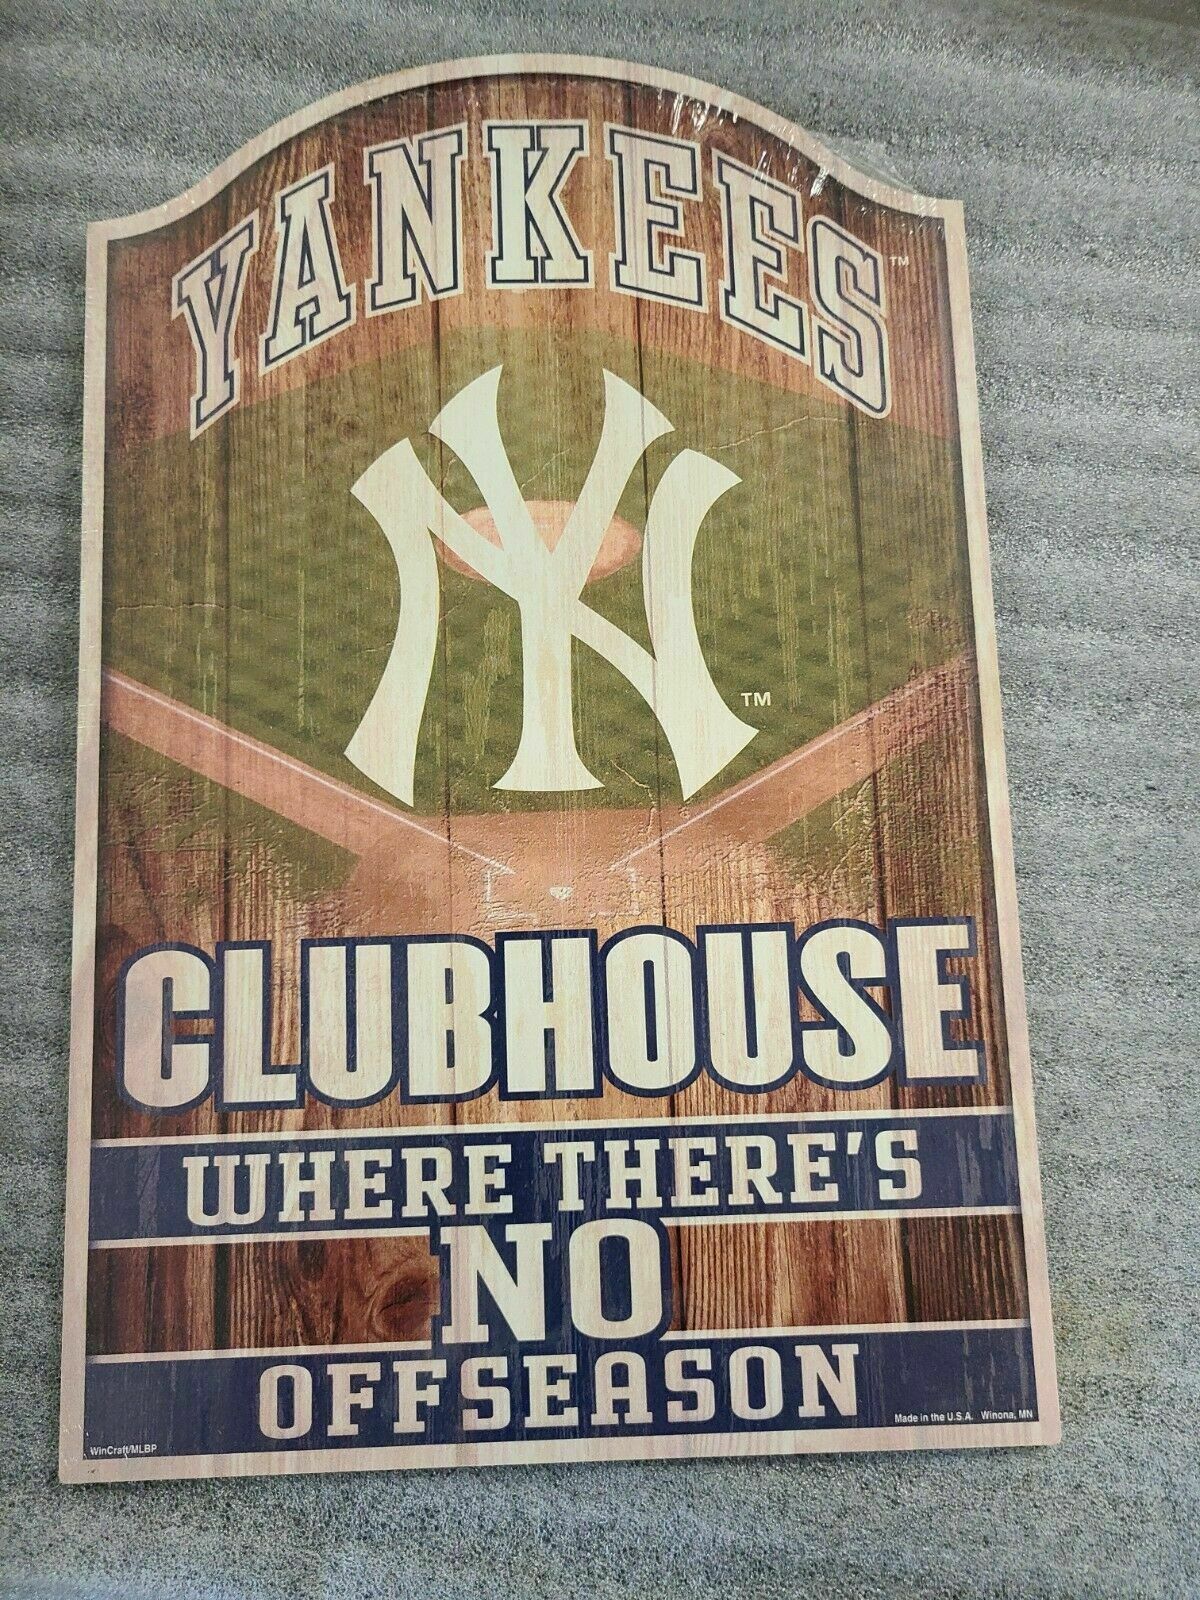 YANKEES™
NY™
CLUBHOUSE
WHERE THERE'S
NO
OFFSEASON
WinCraft/MLBP
Made in the U.S.A. Winona, MN